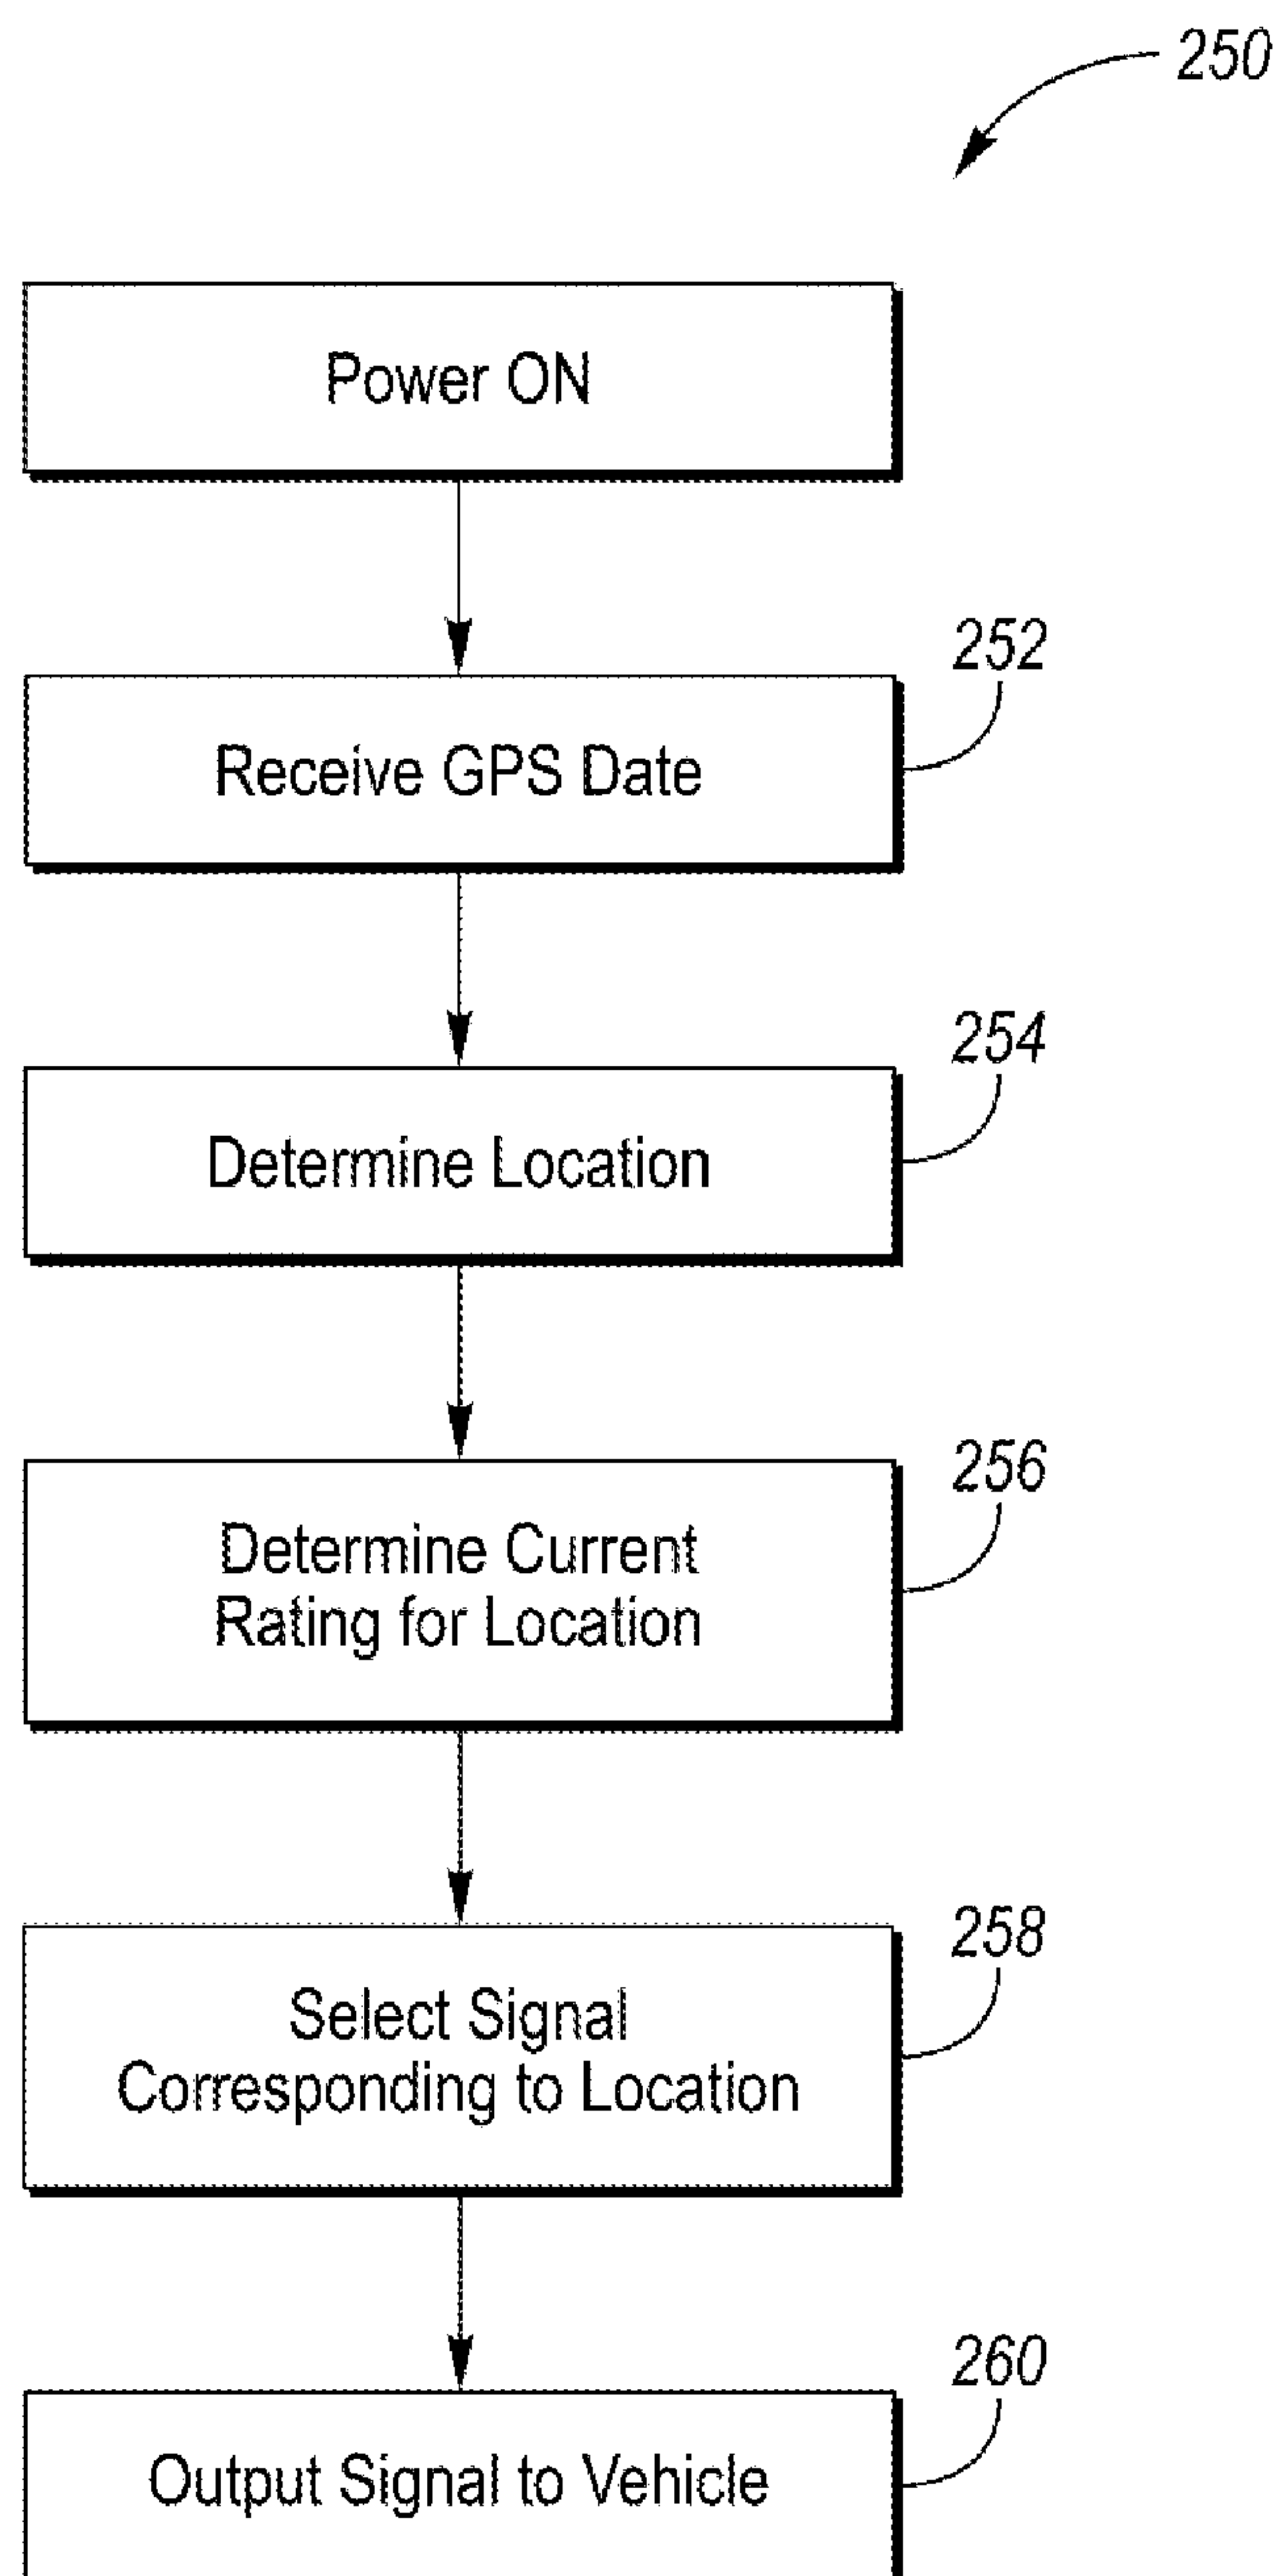 250
Power ON
252
Receive GPS Date
254
Determine Location
256
Determine Current
Rating for Location
258
Select Signal
Corresponding to Location
260
Output Signal to Vehicle